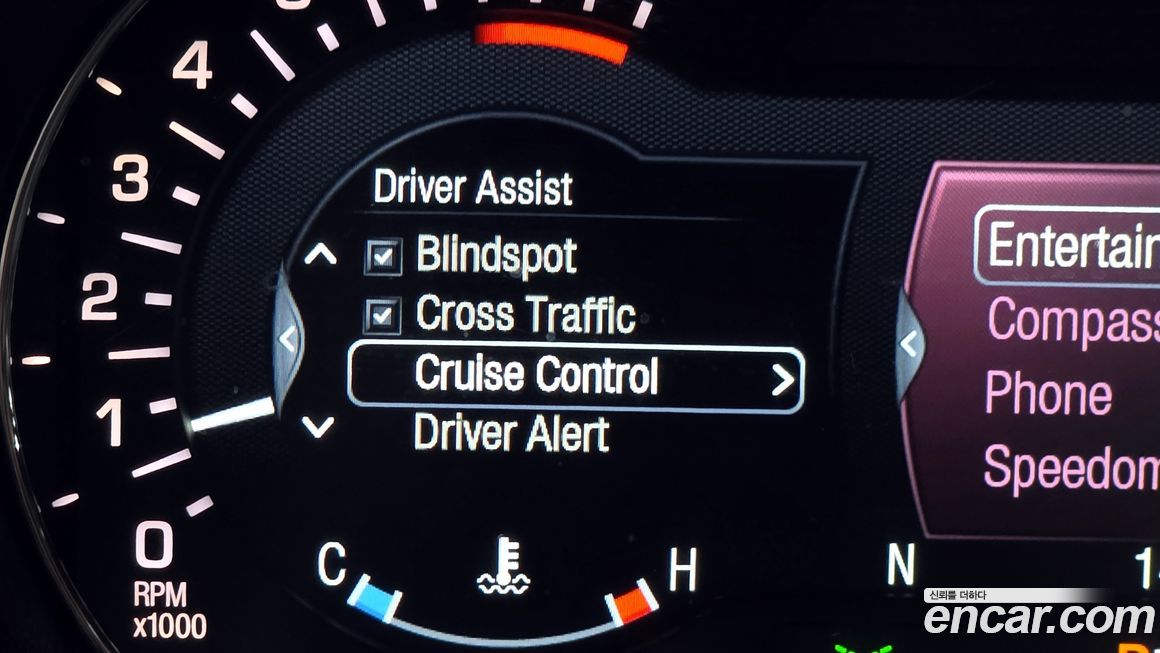 4
3
2
1
0
RPM
x1000
Driver Assist
Blindspot
Cross Traffic
Cruise Control
Driver Alert
C
H
Entertain
Compass
Phone
Speedom
N
신뢰를 더하다
encar.com